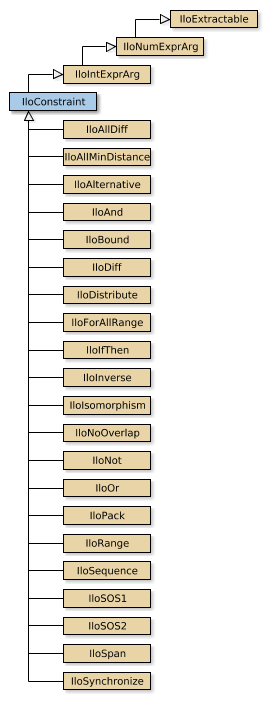 IloExtractable
IloNumExprArg
IloIntExprArg
IloConstraint
IloAllDiff
IloAllMinDistance
IloAlternative
IloAnd
IloBound
IloDiff
IloDistribute
IloForAllRange
IloIfThen
IloInverse
IloIsomorphism
IloNoOverlap
IloNot
IloOr
IloPack
IloRange
IloSequence
IloSOS1
IloSOS2
IloSpan
IloSynchronize